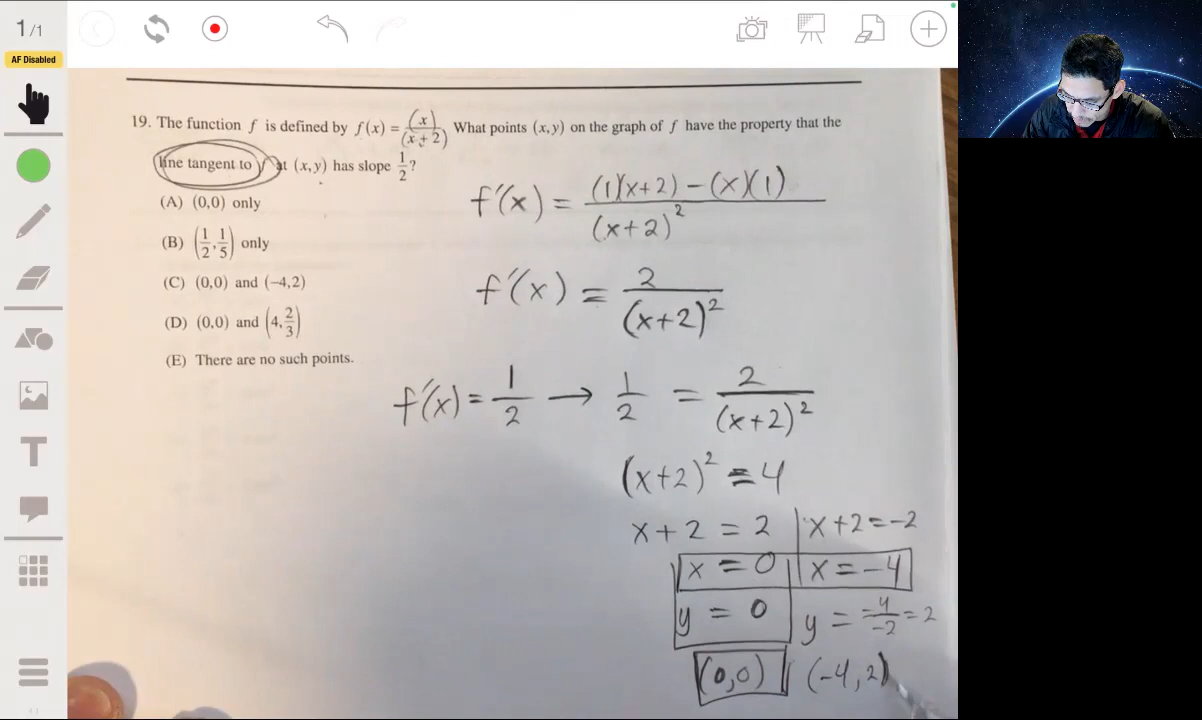 1/1
AF Disabled
19. The function f is defined by f(x) = (x)/(x + 2). What points (x, y) on the graph of f have the property that the
line tangent to f at (x, y) has slope 1/2?
(A) (0,0) only
(B) (1/2, 1/5) only
(C) (0,0) and (−4,2)
(D) (0,0) and (4, 2/3)
(E) There are no such points.
f'(x) = (1)(x+2) − (x)(1) / (x+2)²
f'(x) = 2/(x+2)²
f'(x) = 1/2 → 1/2 = 2/(x+2)²
(x+2)² = 4
x + 2 = 2 | x + 2 = −2
x = 0 | x = −4
y = 0 y = −4/−2 = 2
(0,0) (−4, 2)
T